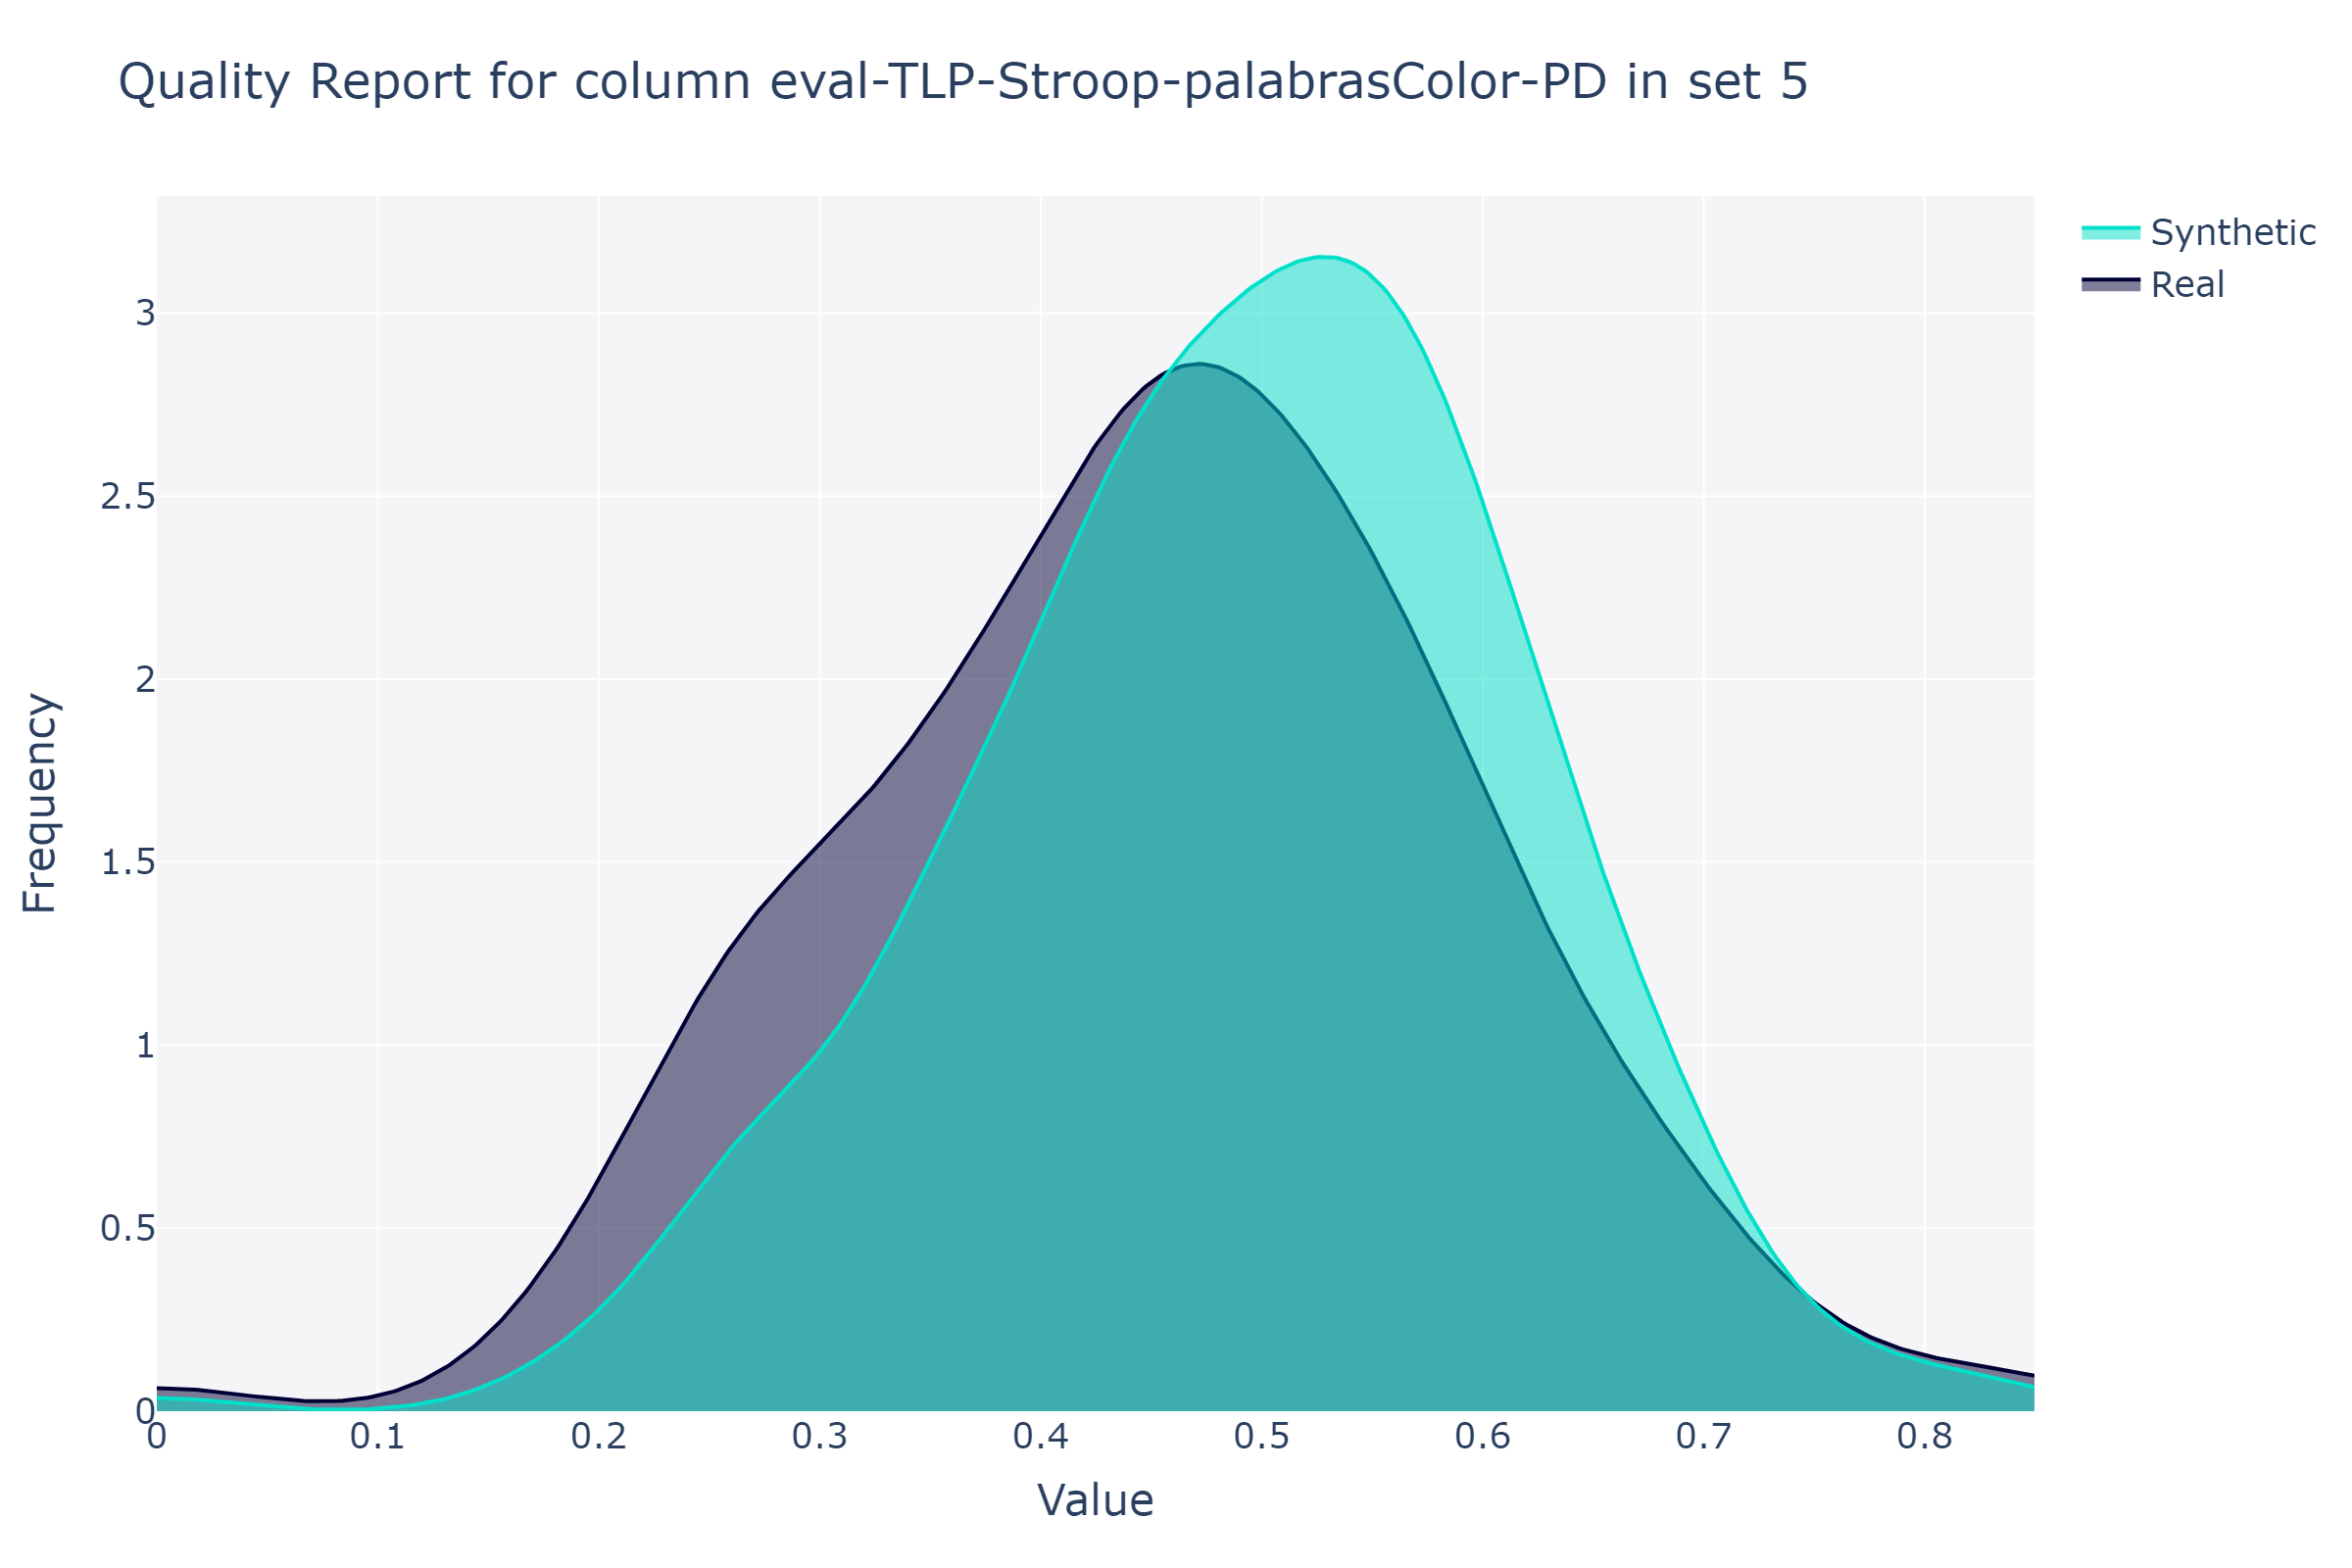 Quality Report for column eval-TLP-Stroop-palabrasColor-PD in set 5
Synthetic
Real
3
2.5
2
1.5
1
0.5
0
Frequency
0 0.1 0.2 0.3 0.4 0.5 0.6 0.7 0.8
Value